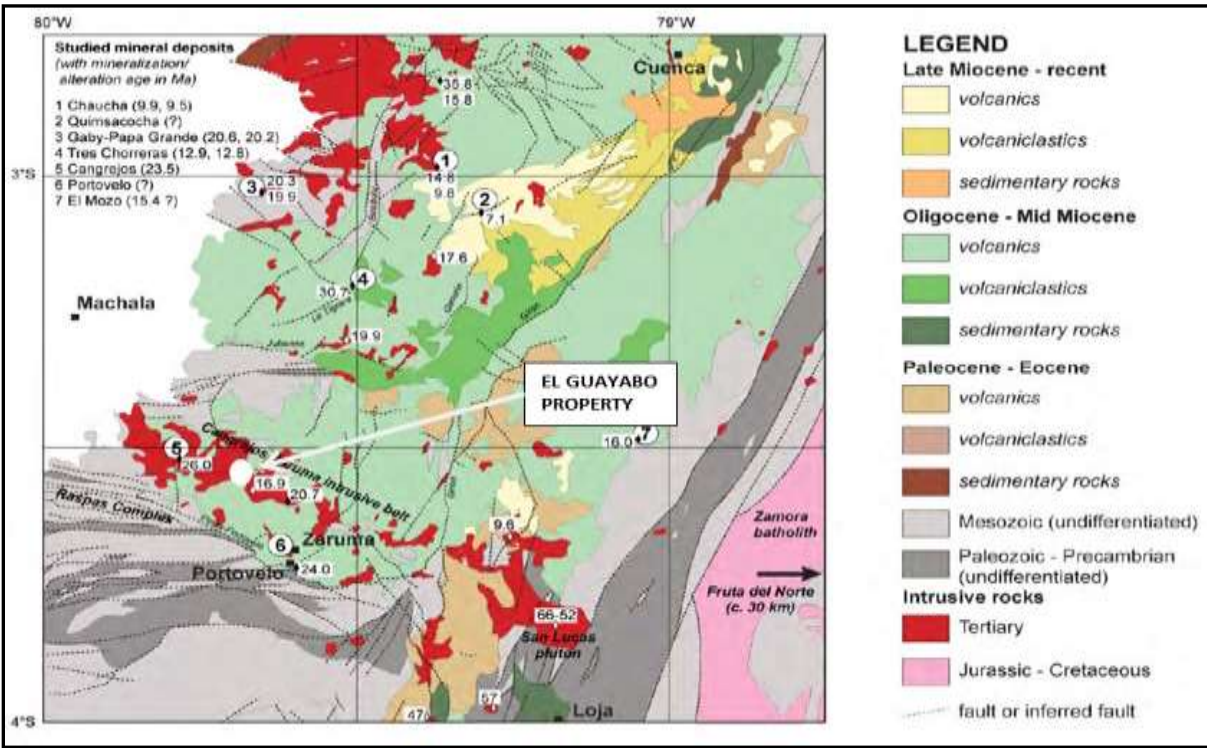 80°W
79°W
Studied mineral deposits
(with mineralization/
alteration age in Ma)
1 Chaucha (9.9, 9.5)
2 Quimsacocha (?)
3 Gaby-Papa Grande (20.6, 20.2)
4 Tres Chorreras (12.9, 12.8)
5 Cangrejos (23.5)
6 Portovelo (?)
7 El Mozo (15.4 ?)
Cuenca
35.8
15.8
1
14.8
9.8
3°S
3
20.3
19.9
2
7.1
17.6
4
30.7
Machala
19.9
EL GUAYABO
PROPERTY
7
16.0
5
26.0
Cangrejos Zaruma intrusive belt
16.9
20.7
Raspas Complex
9.6
6
Zaruma
Portovelo
24.0
Zamora
batholith
Fruta del Norte
(c. 30 km)
66-52
San Lucas
pluton
57
47
Loja
4°S
LEGEND
Late Miocene - recent
volcanics
volcaniclastics
sedimentary rocks
Oligocene - Mid Miocene
volcanics
volcaniclastics
sedimentary rocks
Paleocene - Eocene
volcanics
volcaniclastics
sedimentary rocks
Mesozoic (undifferentiated)
Paleozoic - Precambrian
(undifferentiated)
Intrusive rocks
Tertiary
Jurassic - Cretaceous
fault or inferred fault